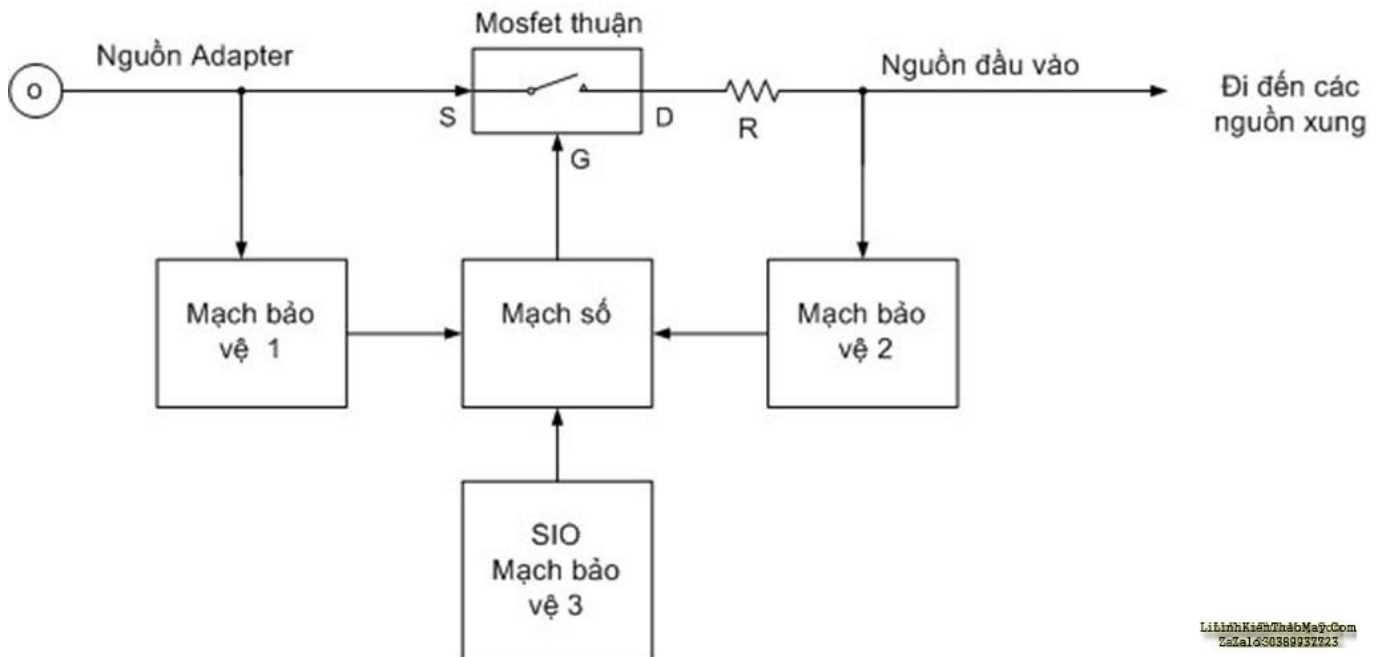 Mosfet thuận
Nguồn Adapter
Nguồn đầu vào
O
S
D
R
G
Đi đến các
nguồn xung
Mạch bảo
vệ 1
Mạch số
Mạch bảo
vệ 2
SIO
Mạch bảo
vệ 3